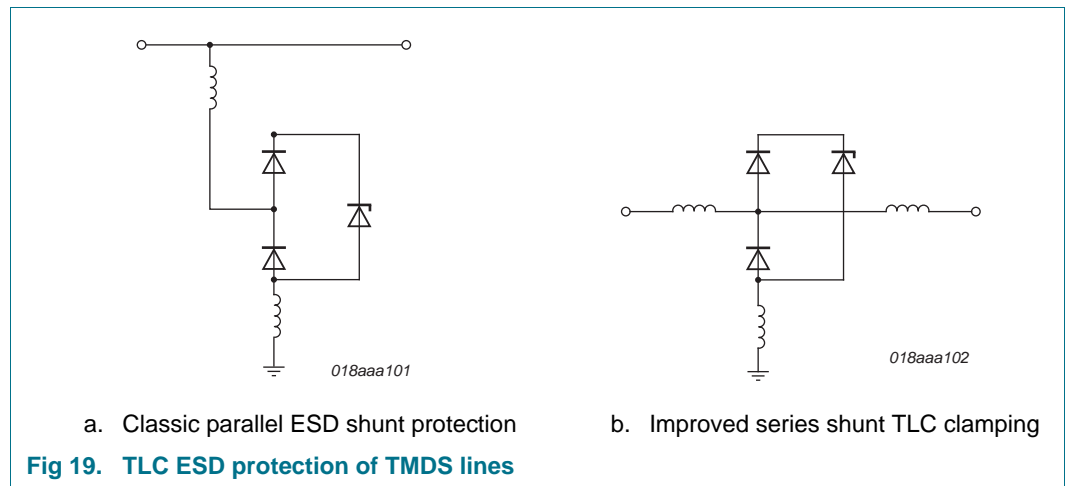 018aaa101
018aaa102
a. Classic parallel ESD shunt protection
b. Improved series shunt TLC clamping
Fig 19. TLC ESD protection of TMDS lines